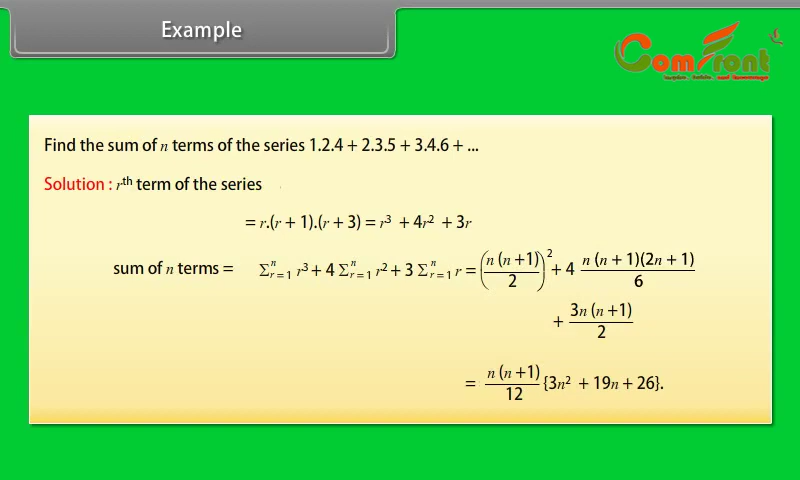 Example
Comfront
Find the sum of n terms of the series 1.2.4 + 2.3.5 + 3.4.6 + ...
Solution : rᵗʰ term of the series
= r.(r + 1).(r + 3) = r³ + 4r² + 3r
sum of n terms = Σⁿᵣ₌₁ r³ + 4 Σⁿᵣ₌₁ r² + 3 Σⁿᵣ₌₁ r = (n (n +1)/2)² + 4 n (n + 1)(2n + 1)/6
+ 3n (n +1)/2
= n (n +1)/12 {3n² + 19n + 26}.